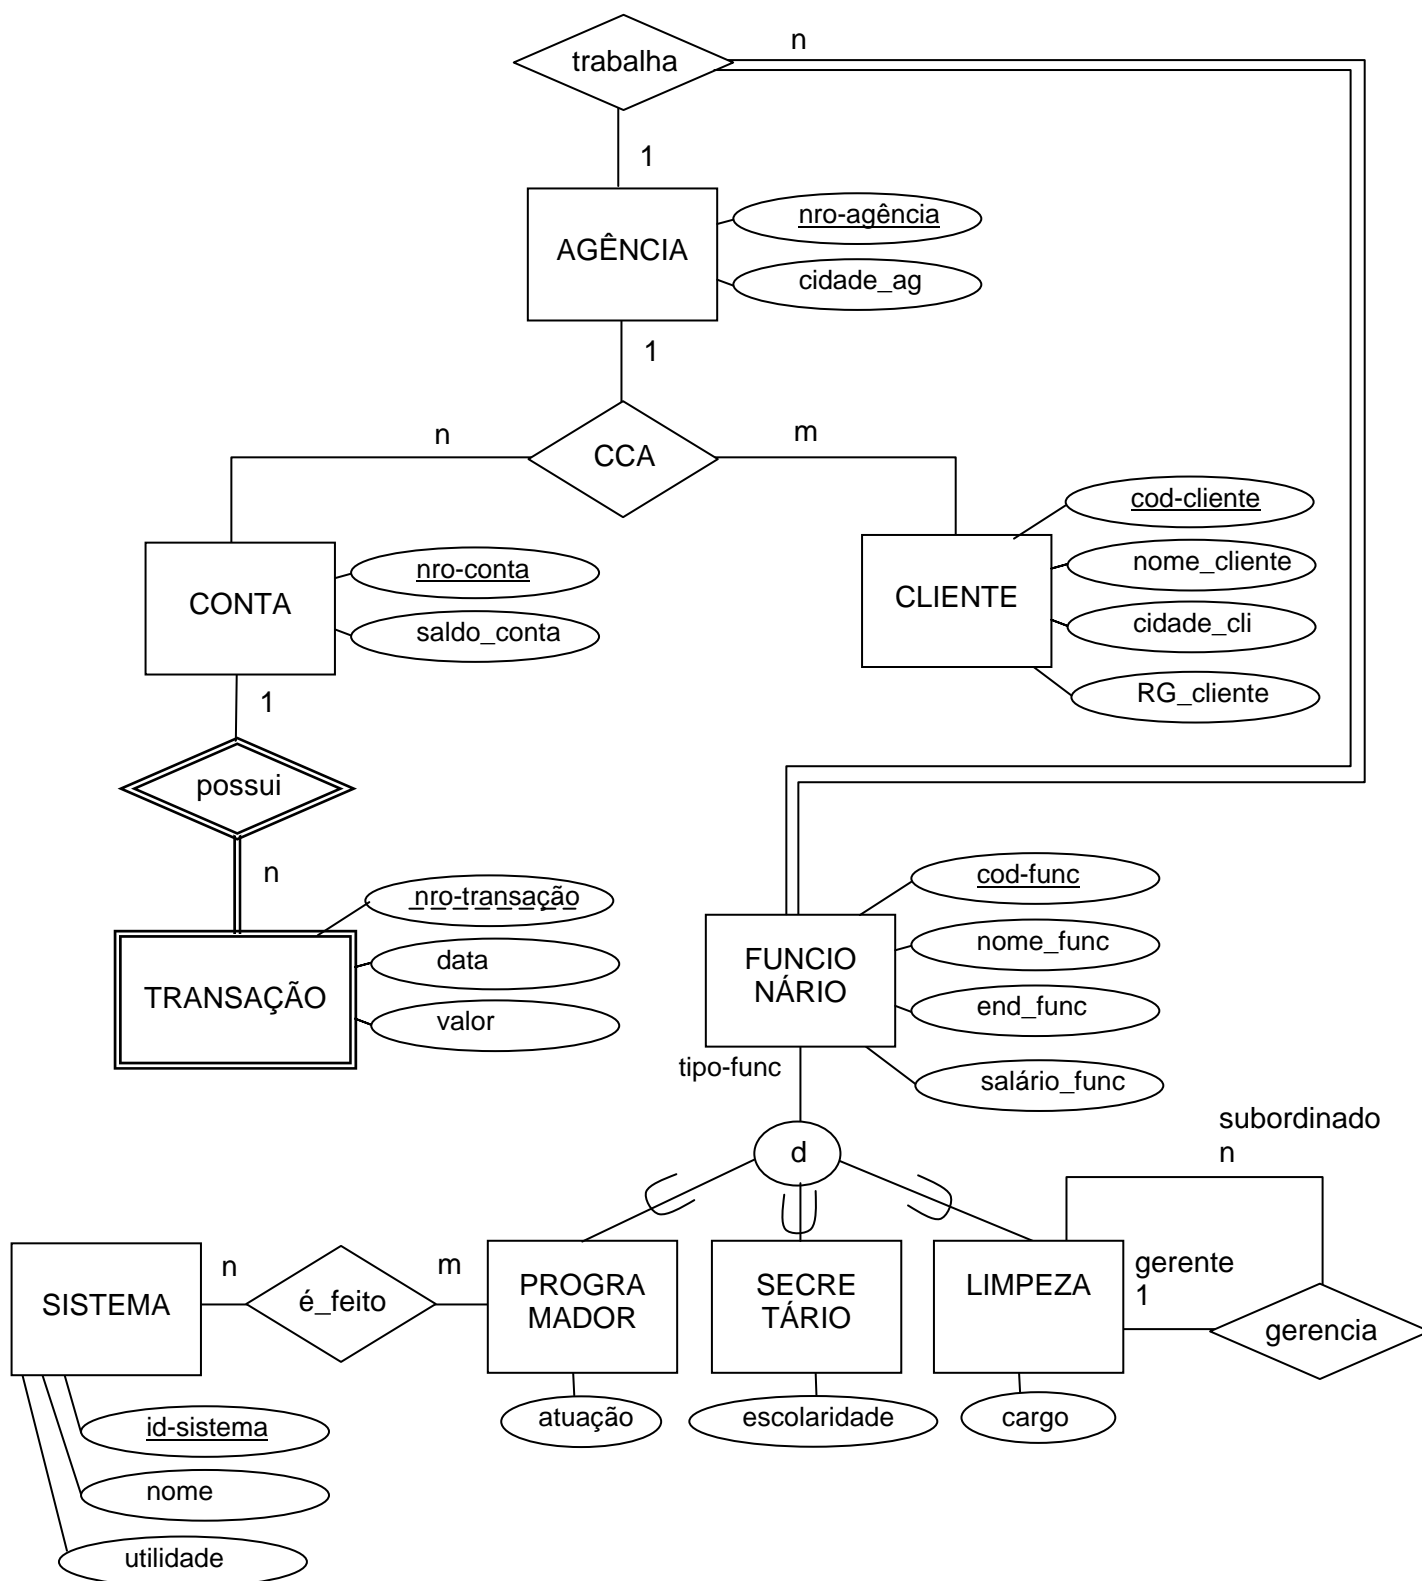 n
trabalha
1
nro-agência
AGÊNCIA
cidade_ag
1
n
CCA
m
cod-cliente
nro-conta
nome_cliente
CONTA
CLIENTE
saldo_conta
cidade_cli
RG_cliente
1
possui
n
cod-func
nro-transação
nome_func
data
FUNCIO
NÁRIO
TRANSAÇÃO
end_func
valor
tipo-func
salário_func
subordinado
n
d
n
m
gerente
1
SISTEMA
é_feito
PROGRA
MADOR
SECRE
TÁRIO
LIMPEZA
gerencia
id-sistema
atuação
escolaridade
cargo
nome
utilidade